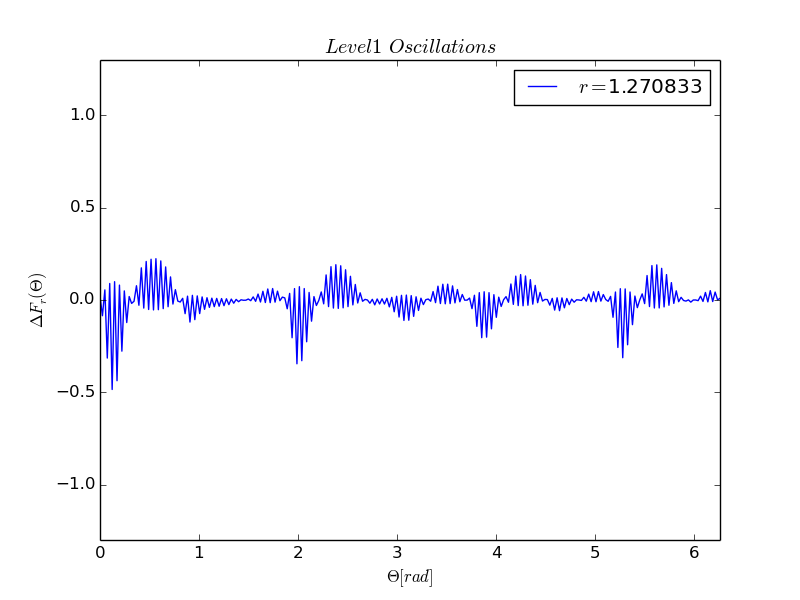 Level1 Oscillations
r=1.270833
1.0
0.5
0.0
−0.5
−1.0
ΔF_r(Θ)
0 1 2 3 4 5 6
Θ[rad]